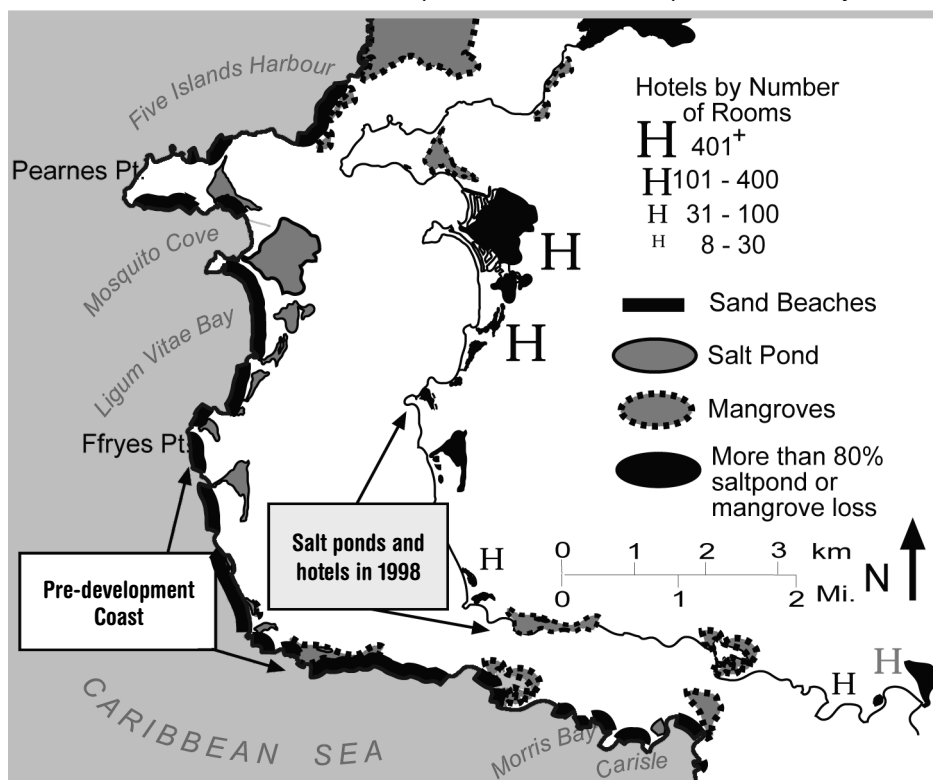 Five Islands Harbour
Pearnes Pt.
Mosquito Cove
Ligum Vitae Bay
Ffryes Pt.
Pre-development
Coast
Salt ponds and
hotels in 1998
CARIBBEAN SEA
Morris Bay
Carisle
H
H
H
H
H
Hotels by Number
of Rooms
H 401+
H 101 - 400
H 31 - 100
H 8 - 30
Sand Beaches
Salt Pond
Mangroves
More than 80%
saltpond or
mangrove loss
0 1 2 3 km
0 1 2 Mi.
N